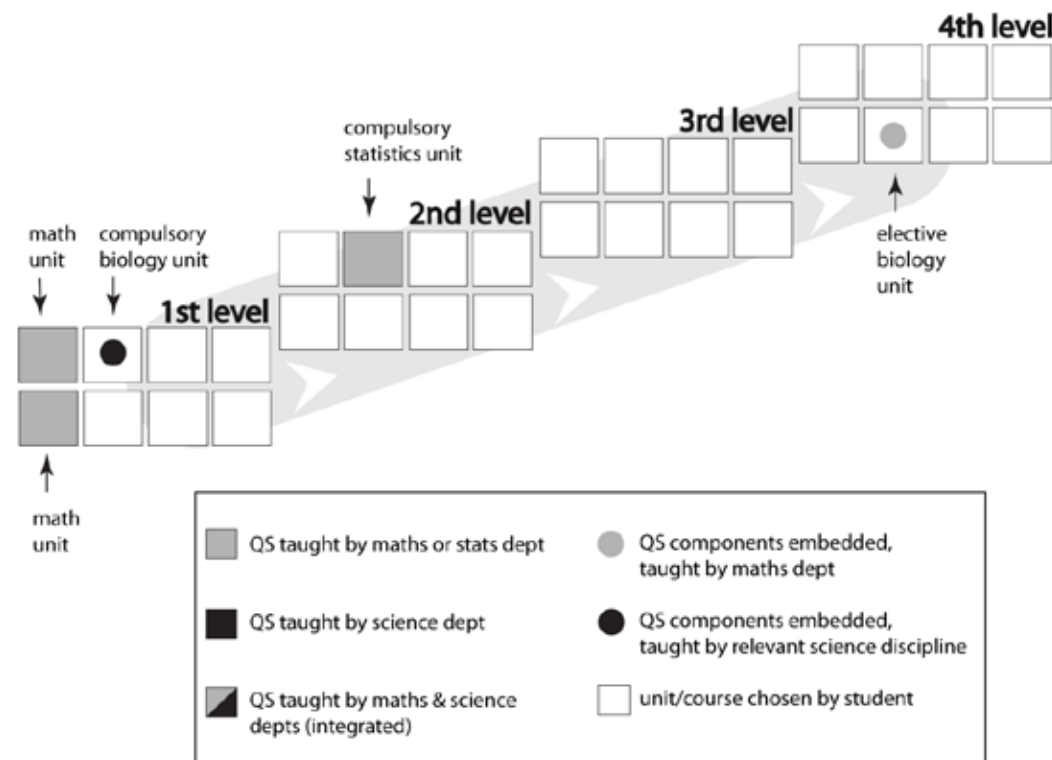 4th level
3rd level
compulsory
statistics unit
2nd level
elective
biology
unit
math
unit
compulsory
biology unit
1st level
math
unit
QS taught by maths or stats dept
QS components embedded,
taught by maths dept
QS taught by science dept
QS components embedded,
taught by relevant science discipline
QS taught by maths & science
depts (integrated)
unit/course chosen by student